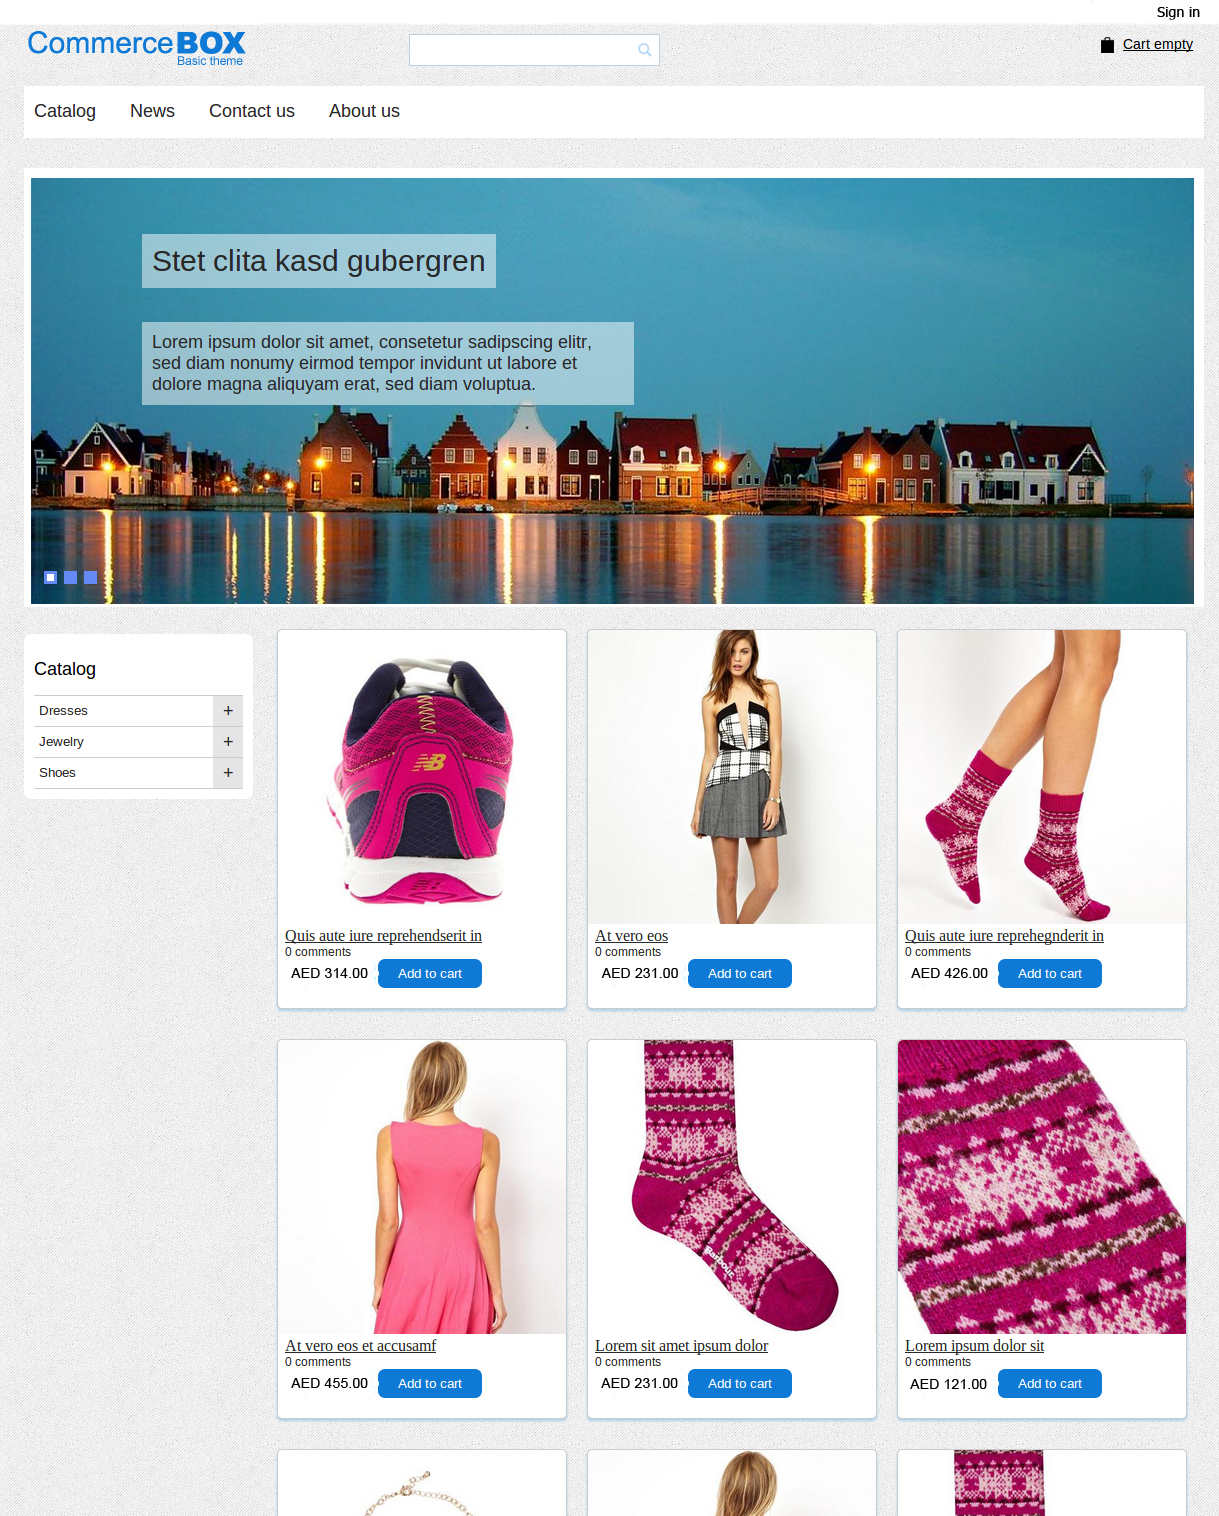 Sign in
CommerceBOX
Basic theme
Cart empty
Catalog News Contact us About us
Stet clita kasd gubergren
Lorem ipsum dolor sit amet, consetetur sadipscing elitr,
sed diam nonumy eirmod tempor invidunt ut labore et
dolore magna aliquyam erat, sed diam voluptua.
Catalog
Dresses +
Jewelry +
Shoes +
NB
NB
Quis aute iure reprehendserit in
0 comments
AED 314.00 Add to cart
At vero eos
0 comments
AED 231.00 Add to cart
Quis aute iure reprehegnderit in
0 comments
AED 426.00 Add to cart
Barbour
At vero eos et accusamf
0 comments
AED 455.00 Add to cart
Lorem sit amet ipsum dolor
0 comments
AED 231.00 Add to cart
Lorem ipsum dolor sit
0 comments
AED 121.00 Add to cart